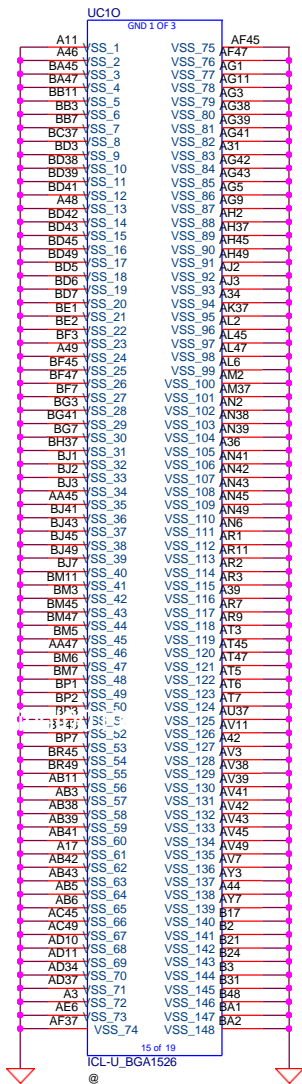 UC1O
GND 1 OF 3
A11 VSS_1 VSS_75 AF45
A46 VSS_2 VSS_76 AF47
BA45 VSS_3 VSS_77 AG1
BA47 VSS_4 VSS_78 AG11
BB11 VSS_5 VSS_79 AG3
BB3 VSS_6 VSS_80 AG38
BB7 VSS_7 VSS_81 AG39
BC37 VSS_8 VSS_82 AG41
BD3 VSS_9 VSS_83 A31
BD38 VSS_10 VSS_84 AG42
BD39 VSS_11 VSS_85 AG43
BD41 VSS_12 VSS_86 AG5
A48 VSS_13 VSS_87 AG9
BD42 VSS_14 VSS_88 AH2
BD43 VSS_15 VSS_89 AH37
BD45 VSS_16 VSS_90 AH45
BD49 VSS_17 VSS_91 AH49
BD5 VSS_18 VSS_92 AJ2
BD6 VSS_19 VSS_93 AJ3
BD7 VSS_20 VSS_94 A34
BE1 VSS_21 VSS_95 AK37
BE2 VSS_22 VSS_96 AL2
BF3 VSS_23 VSS_97 AL45
A49 VSS_24 VSS_98 AL47
BF45 VSS_25 VSS_99 AL6
BF47 VSS_26 VSS_100 AM2
BF7 VSS_27 VSS_101 AM37
BG3 VSS_28 VSS_102 AN2
BG41 VSS_29 VSS_103 AN38
BG7 VSS_30 VSS_104 AN39
BH37 VSS_31 VSS_105 A36
BJ1 VSS_32 VSS_106 AN41
BJ2 VSS_33 VSS_107 AN42
BJ3 VSS_34 VSS_108 AN43
AA45 VSS_35 VSS_109 AN45
BJ41 VSS_36 VSS_110 AN49
BJ43 VSS_37 VSS_111 AN6
BJ45 VSS_38 VSS_112 AR1
BJ49 VSS_39 VSS_113 AR11
BJ7 VSS_40 VSS_114 AR2
BM11 VSS_41 VSS_115 AR3
BM3 VSS_42 VSS_116 A39
BM45 VSS_43 VSS_117 AR7
BM47 VSS_44 VSS_118 AR9
BM5 VSS_45 VSS_119 AT3
AA47 VSS_46 VSS_120 AT45
BM6 VSS_47 VSS_121 AT47
BM7 VSS_48 VSS_122 AT5
BP1 VSS_49 VSS_123 AT6
BP2 VSS_50 VSS_124 AT7
BP3 VSS_125 AU37
BP43 VSS_52 VSS_126 AV11
BP7 VSS_53 VSS_127 A42
BR45 VSS_54 VSS_128 AV3
BR49 VSS_55 VSS_129 AV38
AB11 VSS_56 VSS_130 AV39
AB3 VSS_57 VSS_131 AV41
AB38 VSS_58 VSS_132 AV42
AB39 VSS_59 VSS_133 AV43
AB41 VSS_60 VSS_134 AV45
A17 VSS_61 VSS_135 AV49
AB42 VSS_62 VSS_136 AV7
AB43 VSS_63 VSS_137 AY3
AB5 VSS_64 VSS_138 A44
AB6 VSS_65 VSS_139 AY7
AC45 VSS_66 VSS_140 B17
AC49 VSS_67 VSS_141 B2
AD10 VSS_68 VSS_142 B21
AD11 VSS_69 VSS_143 B24
AD34 VSS_70 VSS_144 B3
AD37 VSS_71 VSS_145 B31
A3 VSS_72 VSS_146 B48
AE6 VSS_73 VSS_147 BA1
AF37 VSS_74 VSS_148 BA2
15 of 19
ICL-U_BGA1526
@